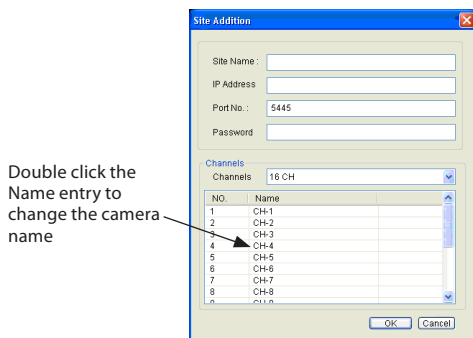 Site Addition
Site Name :
IP Address
Port No. : 5445
Password
Double click the
Name entry to
change the camera
name
Channels
Channels 16 CH
NO. Name
1 CH-1
2 CH-2
3 CH-3
4 CH-4
5 CH-5
6 CH-6
7 CH-7
8 CH-8
OK Cancel